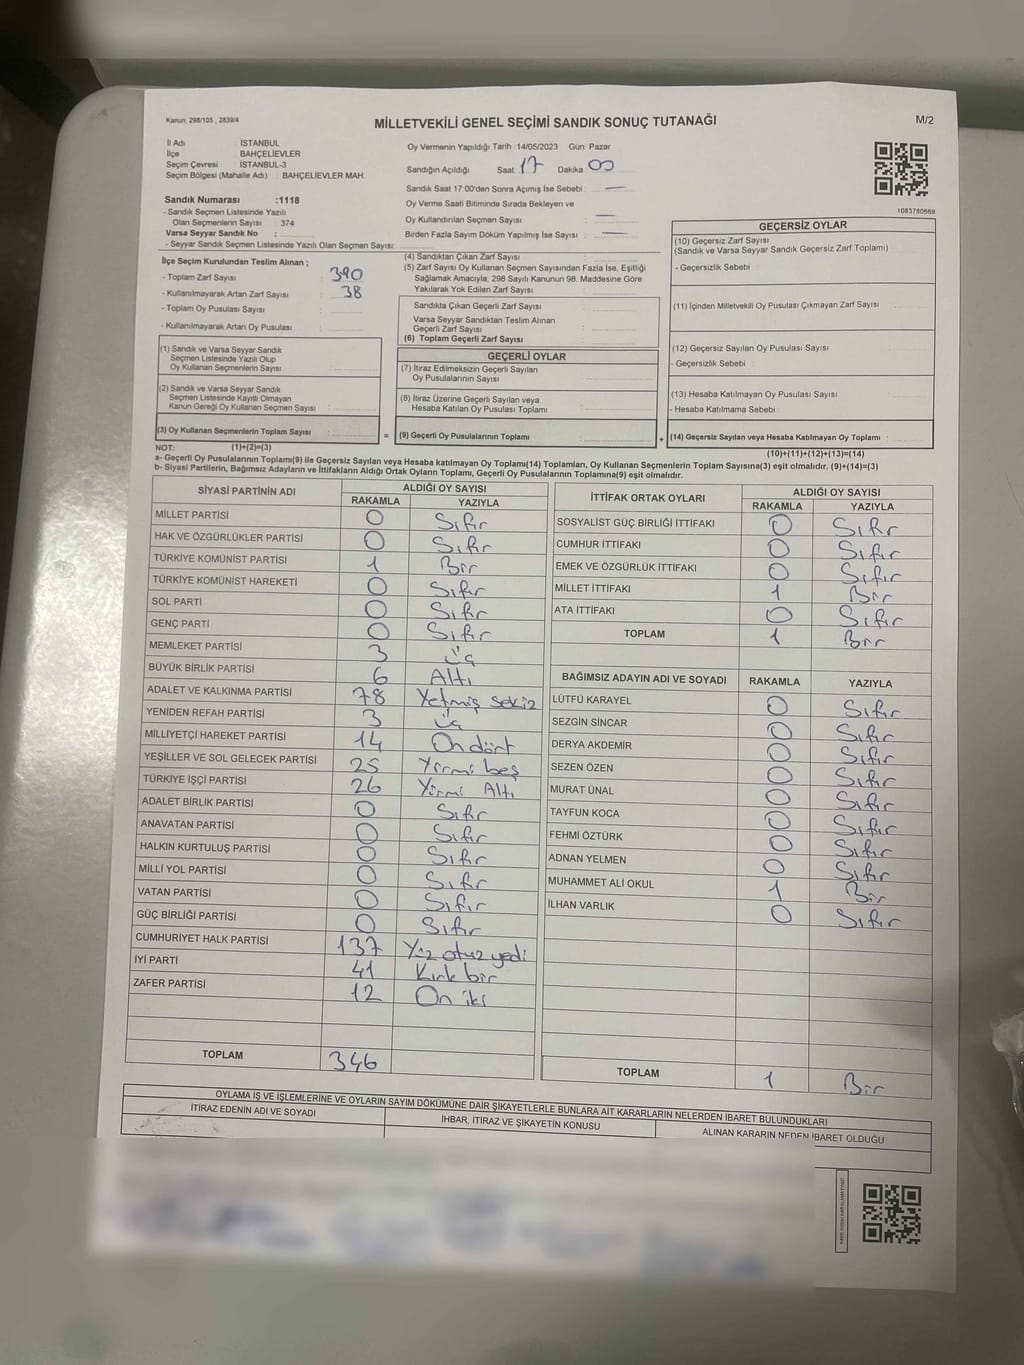 Kanun: 298/105 , 2839/4
MİLLETVEKİLİ GENEL SEÇİMİ SANDIK SONUÇ TUTANAĞI
M/2
İl Adı İSTANBUL
İlçe BAHÇELİEVLER
Seçim Çevresi İSTANBUL-3
Seçim Bölgesi (Mahalle Adı) : BAHÇELİEVLER MAH.
Sandık Numarası :1118
- Sandık Seçmen Listesinde Yazılı
Olan Seçmenlerin Sayısı : 374
Varsa Seyyar Sandık No :
- Seyyar Sandık Seçmen Listesinde Yazılı Olan Seçmen Sayısı:
Oy Vermenin Yapıldığı Tarih :14/05/2023 Gün: Pazar
Sandığın Açıldığı Saat: 17 Dakika: 00
Sandık Saat 17:00'den Sonra Açımış İse Sebebi : —
Oy Verme Saati Bitiminde Sırada Bekleyen ve
Oy Kullandırılan Seçmen Sayısı : —
Birden Fazla Sayım Döküm Yapılmış İse Sayısı : —
1083780869
İlçe Seçim Kurulundan Teslim Alınan ;
- Toplam Zarf Sayısı : 390
- Kullanılmayarak Artan Zarf Sayısı : 38
- Toplam Oy Pusulası Sayısı :
- Kullanılmayarak Artan Oy Pusulası :
(4) Sandıktan Çıkan Zarf Sayısı :
(5) Zarf Sayısı Oy Kullanan Seçmen Sayısından Fazla İse, Eşitliği
Sağlamak Amacıyla; 298 Sayılı Kanunun 98. Maddesine Göre
Yakılarak Yok Edilen Zarf Sayısı :
Sandıkta Çıkan Geçerli Zarf Sayısı :
Varsa Seyyar Sandıktan Teslim Alınan
Geçerli Zarf Sayısı :
(6) Toplam Geçerli Zarf Sayısı :
GEÇERSİZ OYLAR
(10) Geçersiz Zarf Sayısı
(Sandık ve Varsa Seyyar Sandık Geçersiz Zarf Toplamı) :
- Geçersizlik Sebebi :
(11) İçinden Milletvekili Oy Pusulası Çıkmayan Zarf Sayısı :
(12) Geçersiz Sayılan Oy Pusulası Sayısı :
- Geçersizlik Sebebi :
(13) Hesaba Katılmayan Oy Pusulası Sayısı :
- Hesaba Katılmama Sebebi :
(14) Geçersiz Sayılan veya Hesaba Katılmayan Oy Toplamı :
(10)+(11)+(12)+(13)=(14)
(1) Sandık ve Varsa Seyyar Sandık
Seçmen Listesinde Yazılı Olup
Oy Kullanan Seçmenlerin Sayısı :
(2) Sandık ve Varsa Seyyar Sandık
Seçmen Listesinde Kayıtlı Olmayan
Kanun Gereği Oy Kullanan Seçmen Sayısı :
(3) Oy Kullanan Seçmenlerin Toplam Sayısı :
=
GEÇERLİ OYLAR
(7) İtiraz Edilmeksizin Geçerli Sayılan
Oy Pusulalarının Sayısı :
(8) İtiraz Üzerine Geçerli Sayılan veya
Hesaba Katılan Oy Pusulası Toplamı :
(9) Geçerli Oy Pusulalarının Toplamı :
+
NOT: (1)+(2)=(3)
a- Geçerli Oy Pusulalarının Toplamı(9) ile Geçersiz Sayılan veya Hesaba katılmayan Oy Toplamı(14) Toplamları, Oy Kullanan Seçmenlerin Toplam Sayısına(3) eşit olmalıdır. (9)+(14)=(3)
b- Siyasi Partilerin, Bağımsız Adayların ve İttifakların Aldığı Ortak Oyların Toplamı, Geçerli Oy Pusulalarının Toplamına(9) eşit olmalıdır.
SİYASİ PARTİNİN ADI ALDIĞI OY SAYISI
RAKAMLA YAZIYLA
MİLLET PARTİSİ 0 Sıfır
HAK VE ÖZGÜRLÜKLER PARTİSİ 0 Sıfır
TÜRKİYE KOMÜNİST PARTİSİ 1 Bir
TÜRKİYE KOMÜNİST HAREKETİ 0 Sıfır
SOL PARTİ 0 Sıfır
GENÇ PARTİ 0 Sıfır
MEMLEKET PARTİSİ 3 Üç
BÜYÜK BİRLİK PARTİSİ 6 Altı
ADALET VE KALKINMA PARTİSİ 78 Yetmiş sekiz
YENİDEN REFAH PARTİSİ 3 Üç
MİLLİYETÇİ HAREKET PARTİSİ 14 On dört
YEŞİLLER VE SOL GELECEK PARTİSİ 25 Yirmi beş
TÜRKİYE İŞÇİ PARTİSİ 26 Yirmi Altı
ADALET BİRLİK PARTİSİ 0 Sıfır
ANAVATAN PARTİSİ 0 Sıfır
HALKIN KURTULUŞ PARTİSİ 0 Sıfır
MİLLİ YOL PARTİSİ 0 Sıfır
VATAN PARTİSİ 0 Sıfır
GÜÇ BİRLİĞİ PARTİSİ 0 Sıfır
CUMHURİYET HALK PARTİSİ 137 Yüz otuz yedi
İYİ PARTİ 41 Kırk bir
ZAFER PARTİSİ 12 On iki
TOPLAM 346
İTTİFAK ORTAK OYLARI ALDIĞI OY SAYISI
RAKAMLA YAZIYLA
SOSYALİST GÜÇ BİRLİĞİ İTTİFAKI 0 Sıfır
CUMHUR İTTİFAKI 0 Sıfır
EMEK VE ÖZGÜRLÜK İTTİFAKI 0 Sıfır
MİLLET İTTİFAKI 1 Bir
ATA İTTİFAKI 0 Sıfır
TOPLAM 1 Bir
BAĞIMSIZ ADAYIN ADI VE SOYADI RAKAMLA YAZIYLA
LÜTFÜ KARAYEL 0 Sıfır
SEZGİN SİNCAR 0 Sıfır
DERYA AKDEMİR 0 Sıfır
SEZEN ÖZEN 0 Sıfır
MURAT ÜNAL 0 Sıfır
TAYFUN KOCA 0 Sıfır
FEHMİ ÖZTÜRK 0 Sıfır
ADNAN YELMEN 0 Sıfır
MUHAMMET ALİ OKUL 1 Bir
İLHAN VARLIK 0 Sıfır
TOPLAM 1 Bir
OYLAMA İŞ VE İŞLEMLERİNE VE OYLARIN SAYIM DÖKÜMÜNE DAİR ŞİKAYETLERLE BUNLARA AİT KARARLARIN NELERDEN İBARET BULUNDUKLARI
İTİRAZ EDENİN ADI VE SOYADI İHBAR, İTİRAZ VE ŞİKAYETİN KONUSU ALINAN KARARIN NEDEN İBARET OLDUĞU